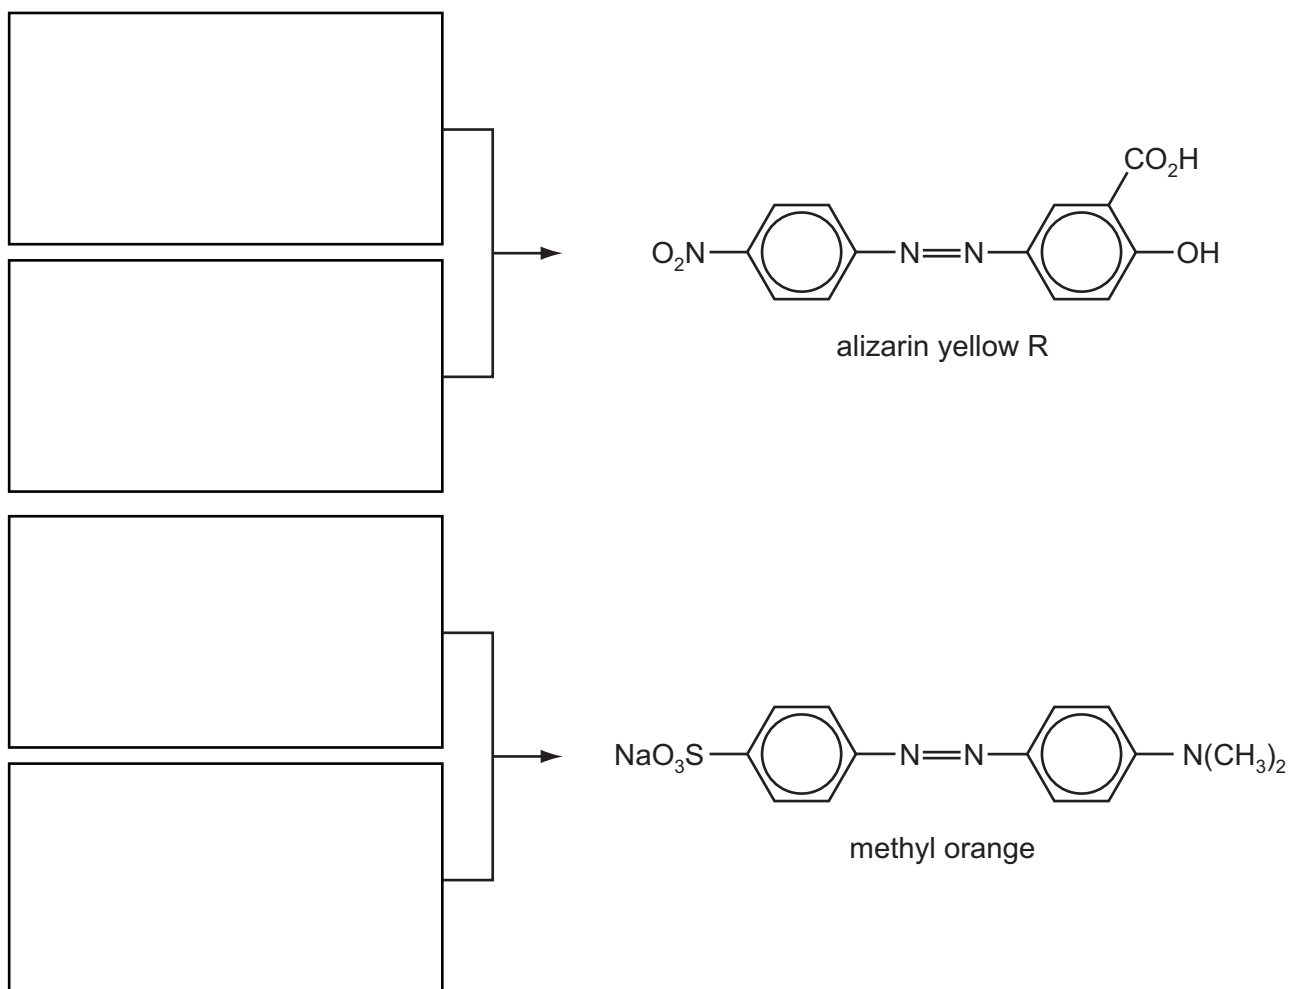 CO₂H
O₂N N N OH
alizarin yellow R
NaO₃S N N N(CH₃)₂
methyl orange